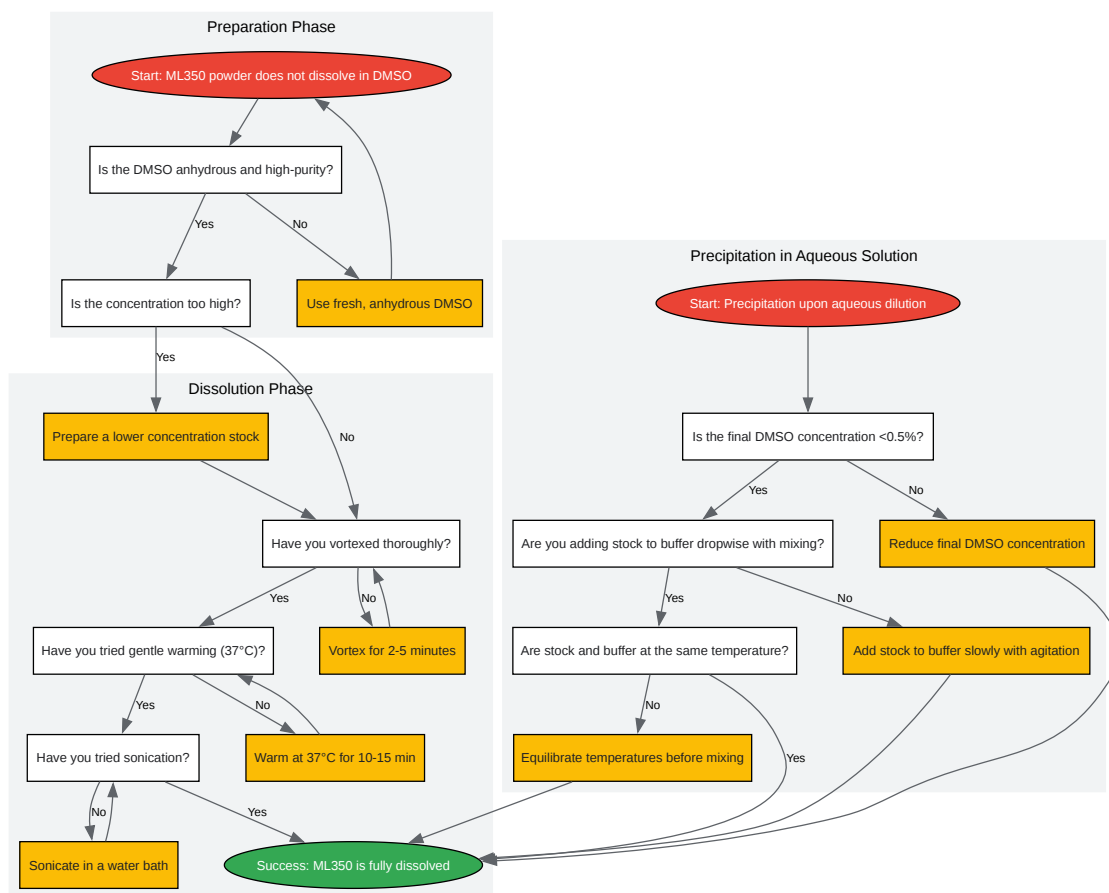 Preparation Phase
Start: ML350 powder does not dissolve in DMSO
Is the DMSO anhydrous and high-purity?
Yes
No
Is the concentration too high?
Use fresh, anhydrous DMSO
Yes
No
Dissolution Phase
Prepare a lower concentration stock
Have you vortexed thoroughly?
Yes
No
Have you tried gentle warming (37°C)?
Vortex for 2-5 minutes
Yes
No
Have you tried sonication?
Warm at 37°C for 10-15 min
No
Yes
Sonicate in a water bath
Success: ML350 is fully dissolved
Precipitation in Aqueous Solution
Start: Precipitation upon aqueous dilution
Is the final DMSO concentration <0.5%?
Yes
No
Are you adding stock to buffer dropwise with mixing?
Reduce final DMSO concentration
Yes
No
Are stock and buffer at the same temperature?
Add stock to buffer slowly with agitation
No
Yes
Equilibrate temperatures before mixing